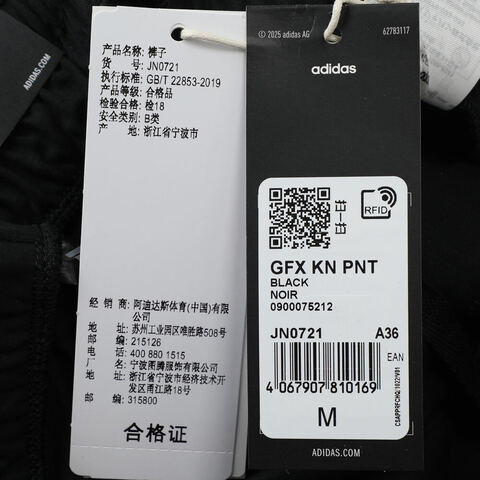 ADIDAS.COM
产品名称: 裤子
货 号: JN0721
执行标准: GB/T 22853-2019
产品等级: 合格品
检验合格: 检18
安全类别: B类
产 地: 浙江省宁波市
经 销 商: 阿迪达斯体育(中国)有限
公司
地 址: 苏州工业园区唯胜路508号
邮 编: 215126
电 话: 400 880 1515
厂 名: 宁波图腾服饰有限公司
地 址: 浙江省宁波市经济技术开
发区甬江路18号
邮 编: 315800
合格证
© 2025 adidas AG
62783117
adidas
RFID
GFX KN PNT
BLACK
NOIR
0900075212
JN0721 A36
EAN
4 067907 810169
M
ADIDAS.COM